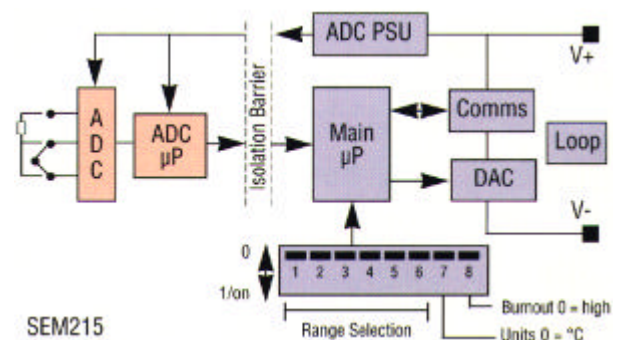 ADC PSU
V+
Isolation Barrier
A
D
C
ADC
µP
Main
µP
Comms
Loop
DAC
V-
0
1/on
1 2 3 4 5 6 7 8
Burnout 0 = high
Range Selection
Units 0 = °C
SEM215